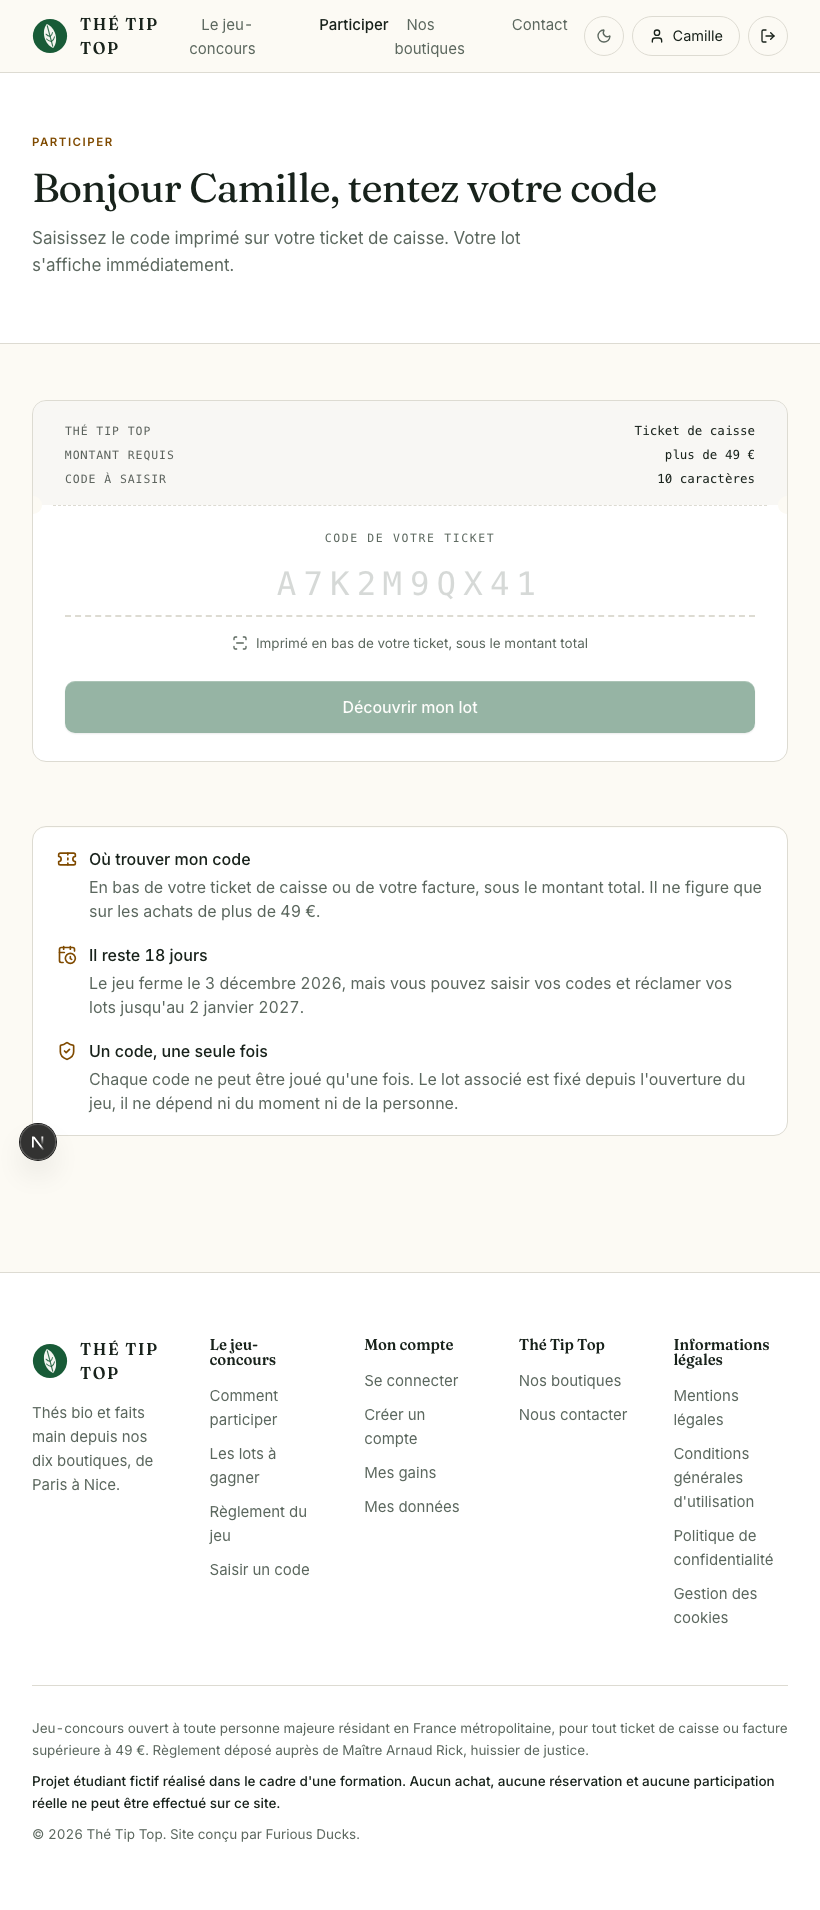 THÉ TIP
TOP
Le jeu-
concours
Participer
Nos
boutiques
Contact
Camille
PARTICIPER
Bonjour Camille, tentez votre code
Saisissez le code imprimé sur votre ticket de caisse. Votre lot
s'affiche immédiatement.
THÉ TIP TOP Ticket de caisse
MONTANT REQUIS plus de 49 €
CODE À SAISIR 10 caractères
CODE DE VOTRE TICKET
A7K2M9QX41
Imprimé en bas de votre ticket, sous le montant total
Découvrir mon lot
Où trouver mon code
En bas de votre ticket de caisse ou de votre facture, sous le montant total. Il ne figure que
sur les achats de plus de 49 €.
Il reste 18 jours
Le jeu ferme le 3 décembre 2026, mais vous pouvez saisir vos codes et réclamer vos
lots jusqu'au 2 janvier 2027.
Un code, une seule fois
Chaque code ne peut être joué qu'une fois. Le lot associé est fixé depuis l'ouverture du
jeu, il ne dépend ni du moment ni de la personne.
N
THÉ TIP
TOP
Thés bio et faits
main depuis nos
dix boutiques, de
Paris à Nice.
Le jeu-
concours
Comment
participer
Les lots à
gagner
Règlement du
jeu
Saisir un code
Mon compte
Se connecter
Créer un
compte
Mes gains
Mes données
Thé Tip Top
Nos boutiques
Nous contacter
Informations
légales
Mentions
légales
Conditions
générales
d'utilisation
Politique de
confidentialité
Gestion des
cookies
Jeu-concours ouvert à toute personne majeure résidant en France métropolitaine, pour tout ticket de caisse ou facture
supérieure à 49 €. Règlement déposé auprès de Maître Arnaud Rick, huissier de justice.
Projet étudiant fictif réalisé dans le cadre d'une formation. Aucun achat, aucune réservation et aucune participation
réelle ne peut être effectué sur ce site.
© 2026 Thé Tip Top. Site conçu par Furious Ducks.